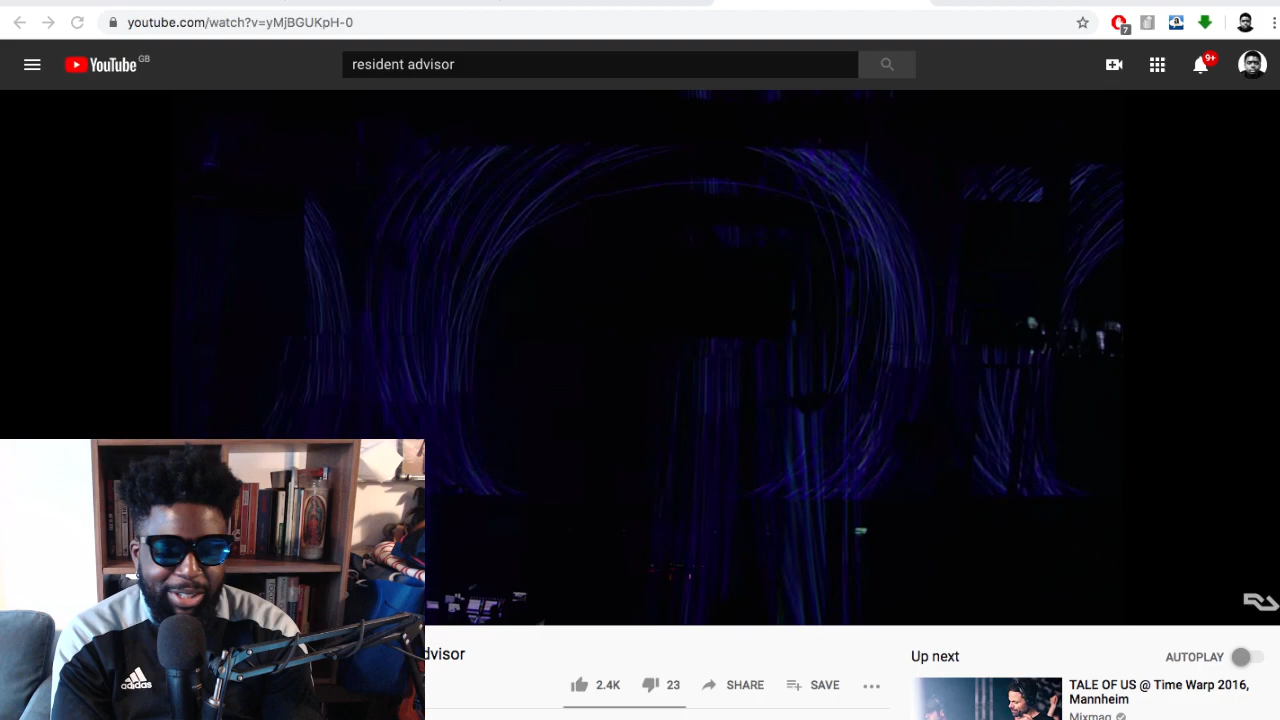 youtube.com/watch?v=yMjBGUKpH-0
7
YouTube GB
resident advisor
9+
dvisor
2.4K
23
SHARE
SAVE
Up next
AUTOPLAY
TALE OF US @ Time Warp 2016,
Mannheim
Mixmag
adidas